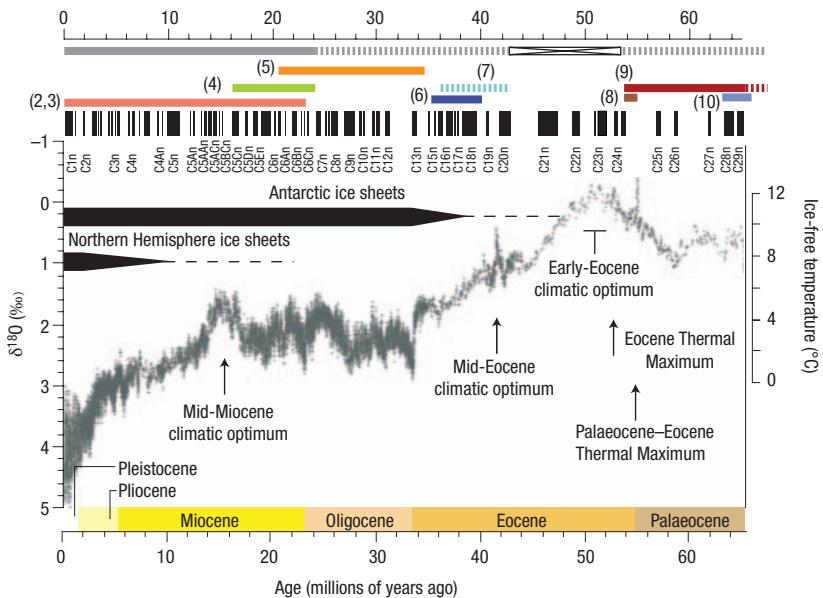 0 20 40 60
(5)
(4)
(7)
(9)
(2,3)
(6)
(8)
(10)
C1n C2n C3n C4n C4An C5n C5An C5AAn C5ACn C5BCn C5Cn C5Dn C5En C6n C6An C6Bn C6Cn C7n C8n C9n C10n C11n C12n C13n C15n C16n C17n C18n C19n C20n C21n C22n C23n C24n C25n C26n C27n C28n C29n
–1
0
1
2
3
4
5
δ18O (‰)
12
8
4
0
Ice-free temperature (°C)
Antarctic ice sheets
Northern Hemisphere ice sheets
Early-Eocene
climatic optimum
Eocene Thermal
Maximum
Mid-Eocene
climatic optimum
Mid-Miocene
climatic optimum
Palaeocene–Eocene
Thermal Maximum
Pleistocene
Pliocene
Miocene Oligocene Eocene Palaeocene
0 10 20 30 40 50 60
Age (millions of years ago)